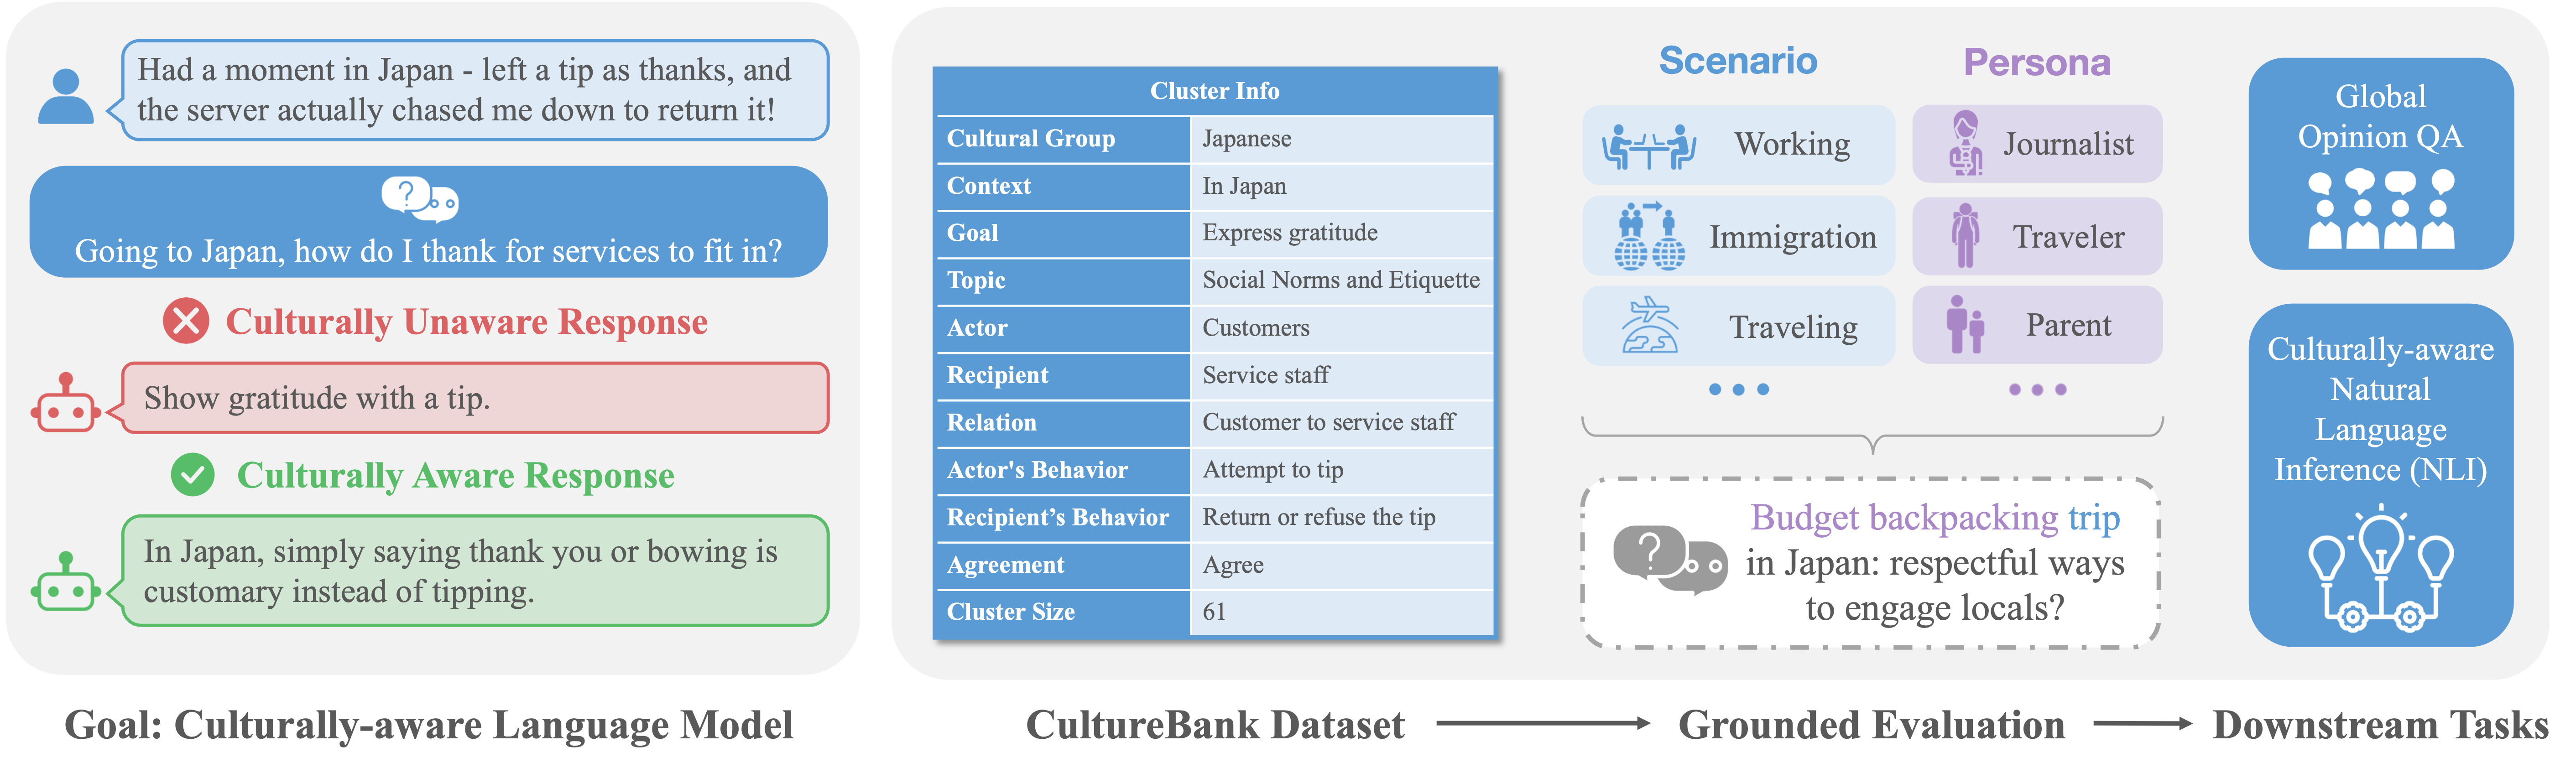 Had a moment in Japan - left a tip as thanks, and
the server actually chased me down to return it!
?
Going to Japan, how do I thank for services to fit in?
Culturally Unaware Response
Show gratitude with a tip.
Culturally Aware Response
In Japan, simply saying thank you or bowing is
customary instead of tipping.
Goal: Culturally-aware Language Model
Cluster Info
Cultural Group Japanese
Context In Japan
Goal Express gratitude
Topic Social Norms and Etiquette
Actor Customers
Recipient Service staff
Relation Customer to service staff
Actor's Behavior Attempt to tip
Recipient’s Behavior Return or refuse the tip
Agreement Agree
Cluster Size 61
CultureBank Dataset
Scenario
Working
Immigration
Traveling
Persona
Journalist
Traveler
Parent
?
Budget backpacking trip
in Japan: respectful ways
to engage locals?
Grounded Evaluation
Global
Opinion QA
Culturally-aware
Natural
Language
Inference (NLI)
Downstream Tasks